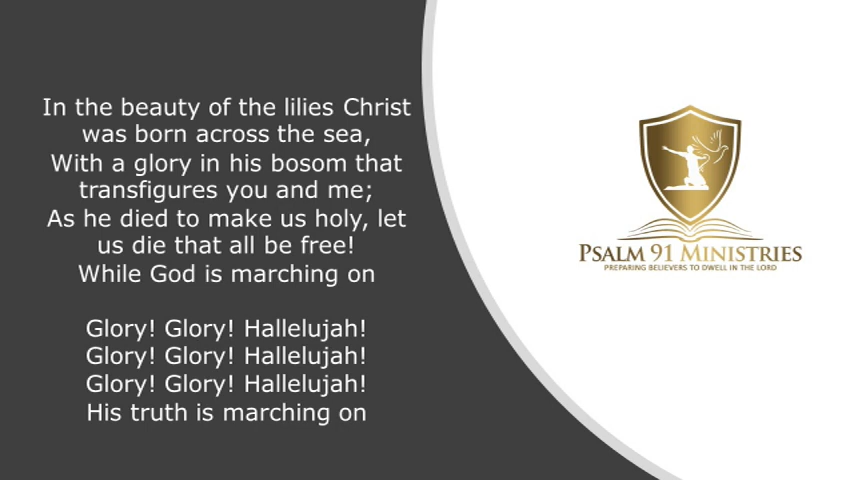 In the beauty of the lilies Christ
was born across the sea,
With a glory in his bosom that
transfigures you and me;
As he died to make us holy, let
us die that all be free!
While God is marching on
Glory! Glory! Hallelujah!
Glory! Glory! Hallelujah!
Glory! Glory! Hallelujah!
His truth is marching on
PSALM 91 MINISTRIES
PREPARING BELIEVERS TO DWELL IN THE LORD